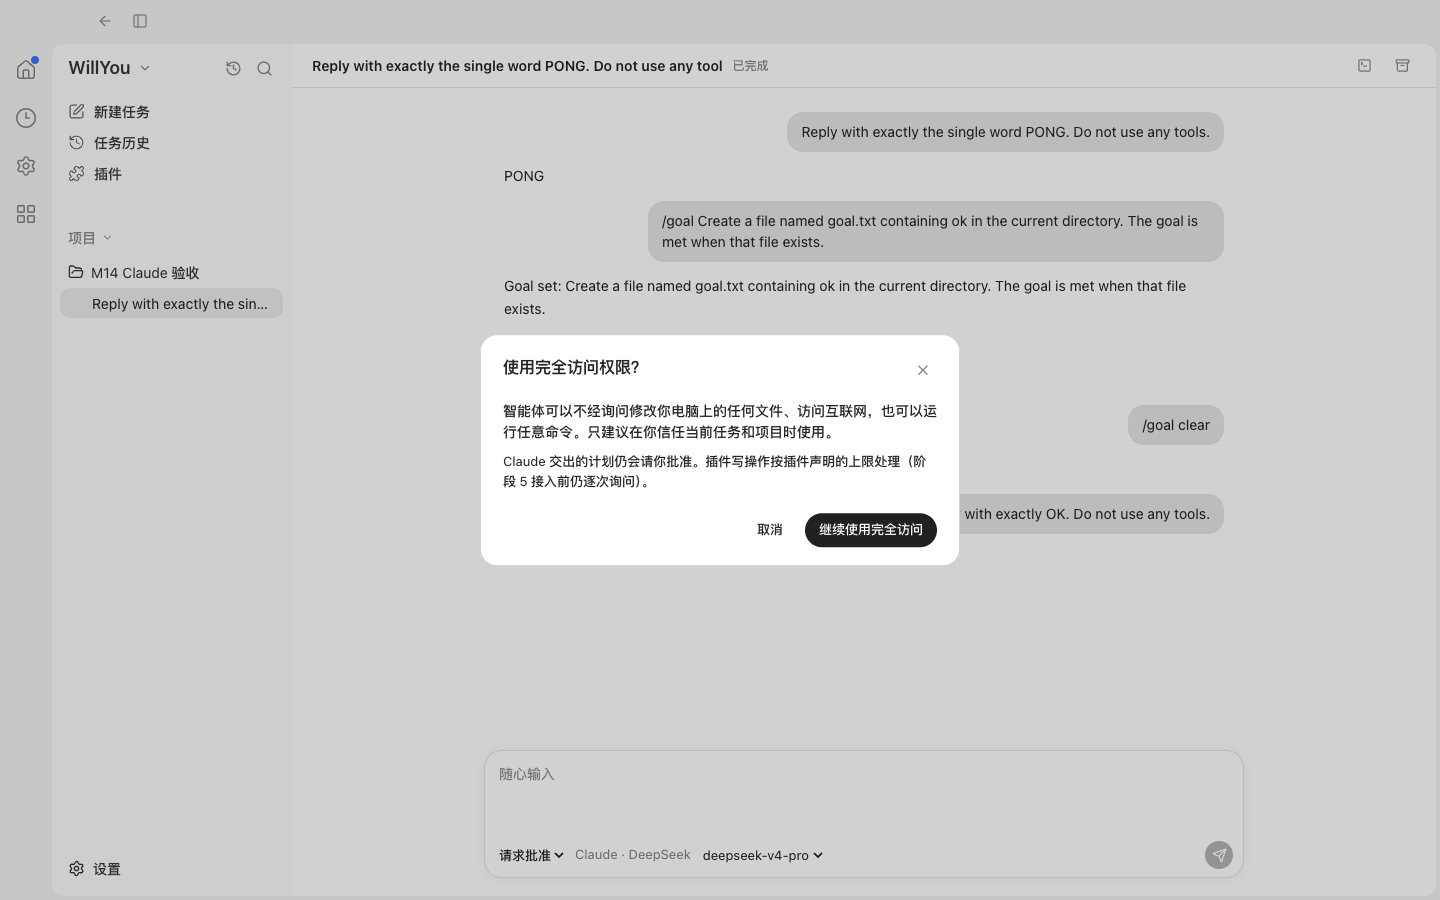 WillYou
新建任务
任务历史
插件
项目
M14 Claude 验收
Reply with exactly the sin...
设置
Reply with exactly the single word PONG. Do not use any tool 已完成
Reply with exactly the single word PONG. Do not use any tools.
PONG
/goal Create a file named goal.txt containing ok in the current directory. The goal is
met when that file exists.
Goal set: Create a file named goal.txt containing ok in the current directory. The goal is met when that file
exists.
使用完全访问权限?
智能体可以不经询问修改你电脑上的任何文件、访问互联网，也可以运
行任意命令。只建议在你信任当前任务和项目时使用。
Claude 交出的计划仍会请你批准。插件写操作按插件声明的上限处理（阶
段 5 接入前仍逐次询问）。
取消
继续使用完全访问
/goal clear
with exactly OK. Do not use any tools.
随心输入
请求批准 Claude · DeepSeek deepseek-v4-pro